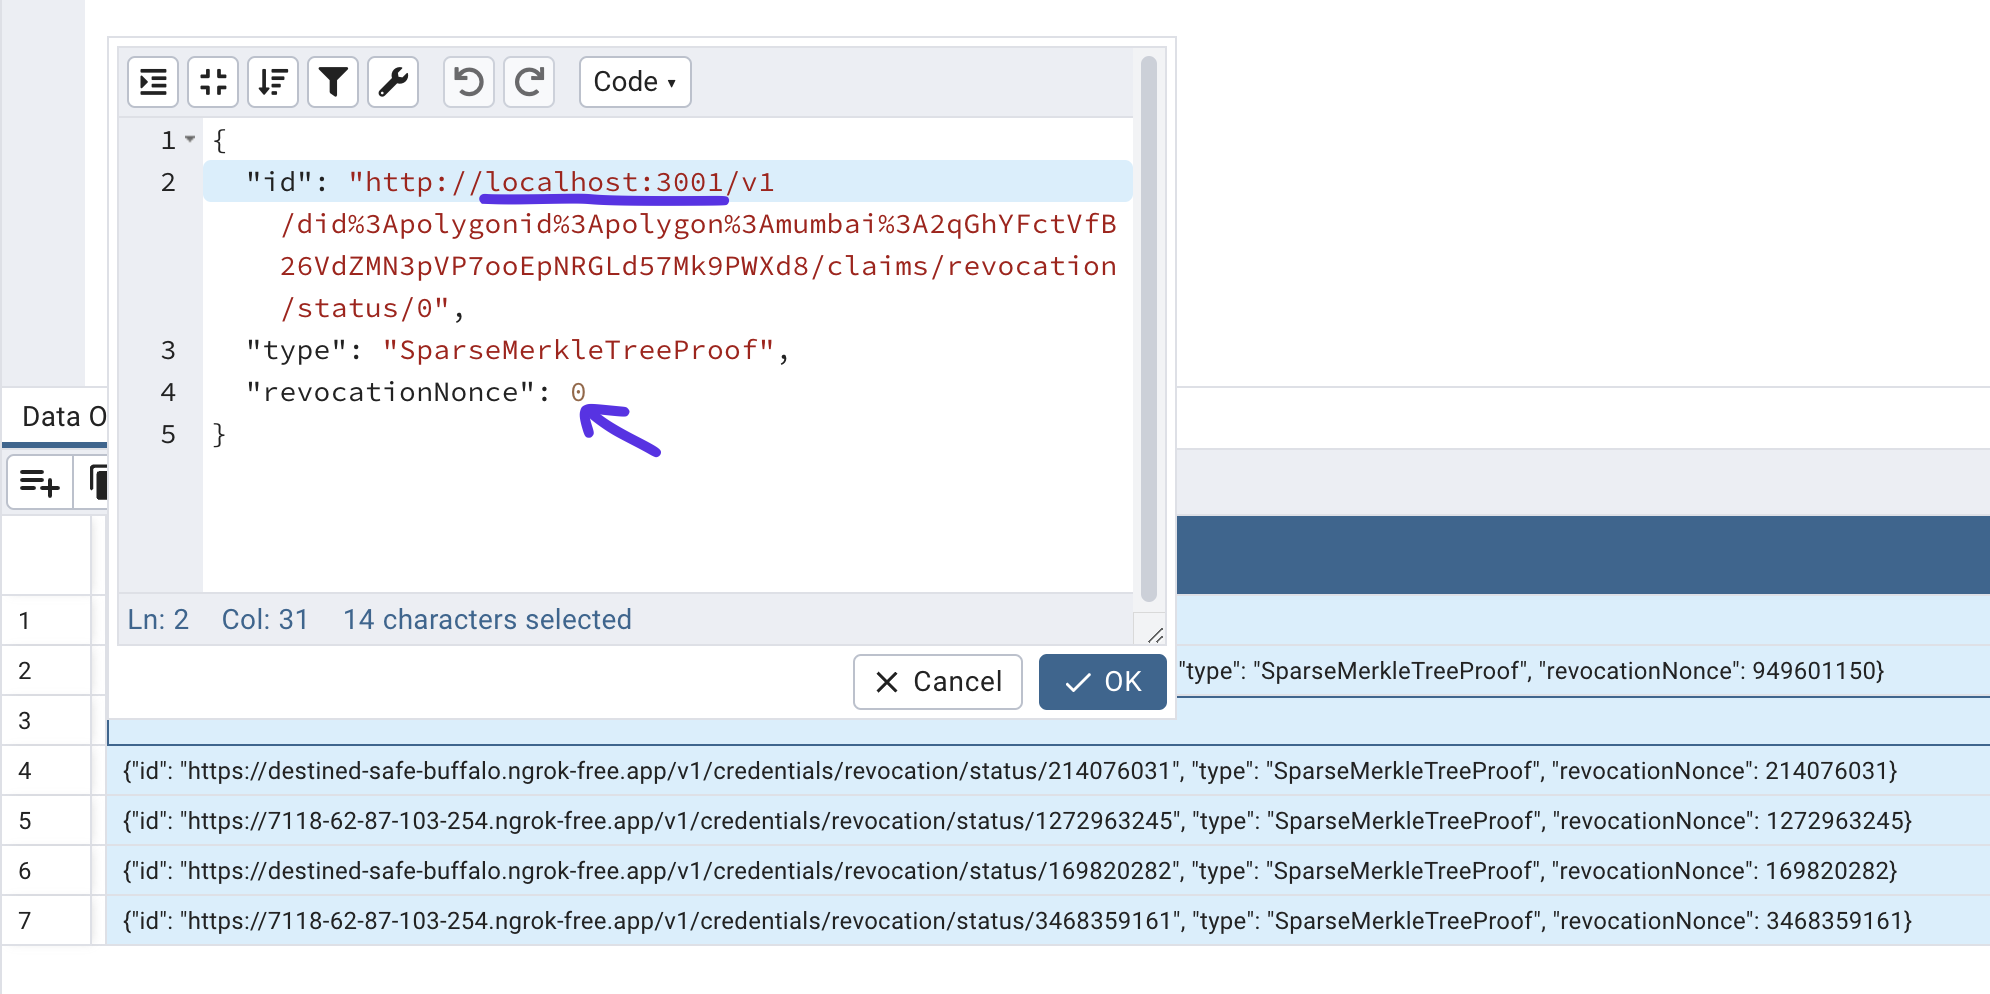 Code ▾
1 {
2 "id": "http://localhost:3001/v1
/did%3Apolygonid%3Apolygon%3Amumbai%3A2qGhYFctVfB
26VdZMN3pVP7ooEpNRGLd57Mk9PWXd8/claims/revocation
/status/0",
3 "type": "SparseMerkleTreeProof",
4 "revocationNonce": 0
5 }
Data O
Ln: 2 Col: 31 14 characters selected
Cancel OK
1
2 "type": "SparseMerkleTreeProof", "revocationNonce": 949601150}
3
4 {"id": "https://destined-safe-buffalo.ngrok-free.app/v1/credentials/revocation/status/214076031", "type": "SparseMerkleTreeProof", "revocationNonce": 214076031}
5 {"id": "https://7118-62-87-103-254.ngrok-free.app/v1/credentials/revocation/status/1272963245", "type": "SparseMerkleTreeProof", "revocationNonce": 1272963245}
6 {"id": "https://destined-safe-buffalo.ngrok-free.app/v1/credentials/revocation/status/169820282", "type": "SparseMerkleTreeProof", "revocationNonce": 169820282}
7 {"id": "https://7118-62-87-103-254.ngrok-free.app/v1/credentials/revocation/status/3468359161", "type": "SparseMerkleTreeProof", "revocationNonce": 3468359161}